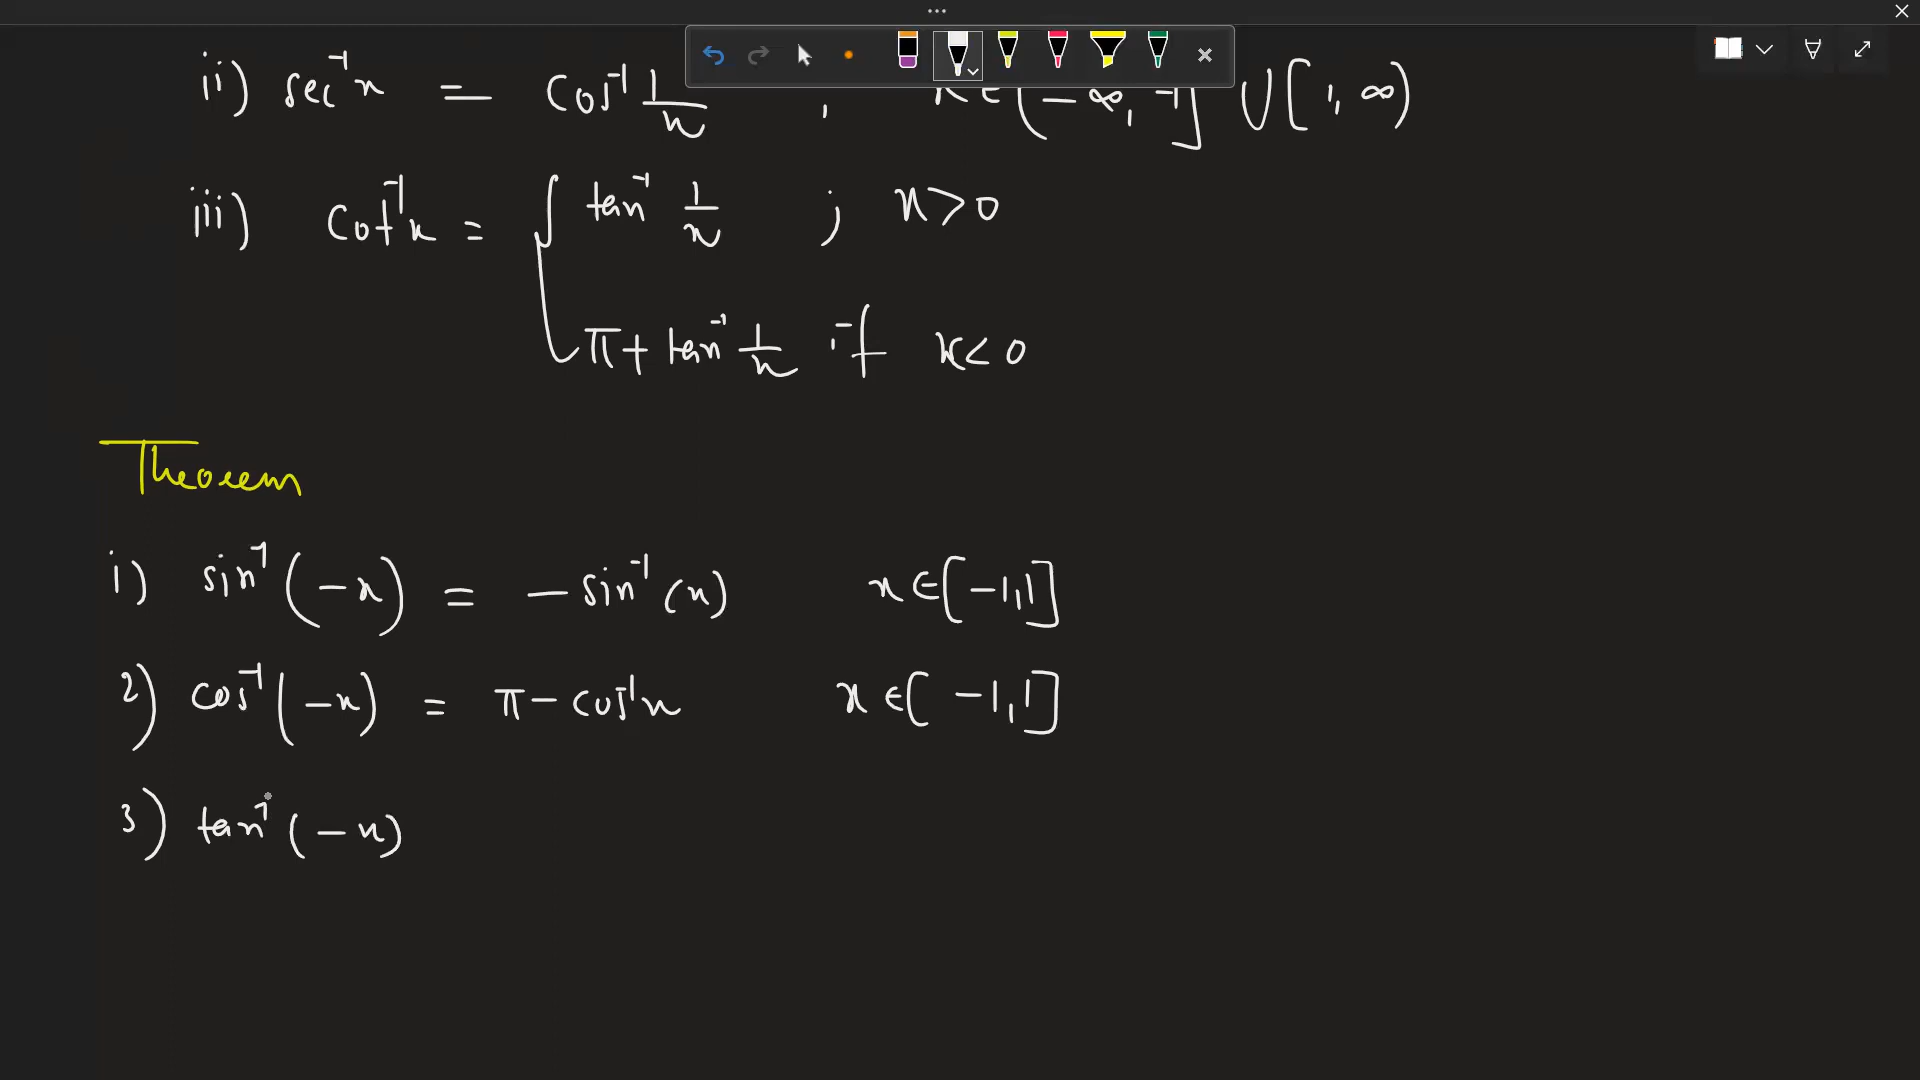 ii) sec⁻¹x = cos⁻¹ 1/x , x ∈ (-∞, -1] ∪ [1, ∞)
iii) cot⁻¹x = { tan⁻¹ 1/x ; x > 0
π + tan⁻¹ 1/x if x < 0
Theorem
i) sin⁻¹(-x) = - sin⁻¹(x) x ∈ [-1,1]
2) cos⁻¹(-x) = π - cos⁻¹x x ∈ [-1,1]
3) tan⁻¹(-x)